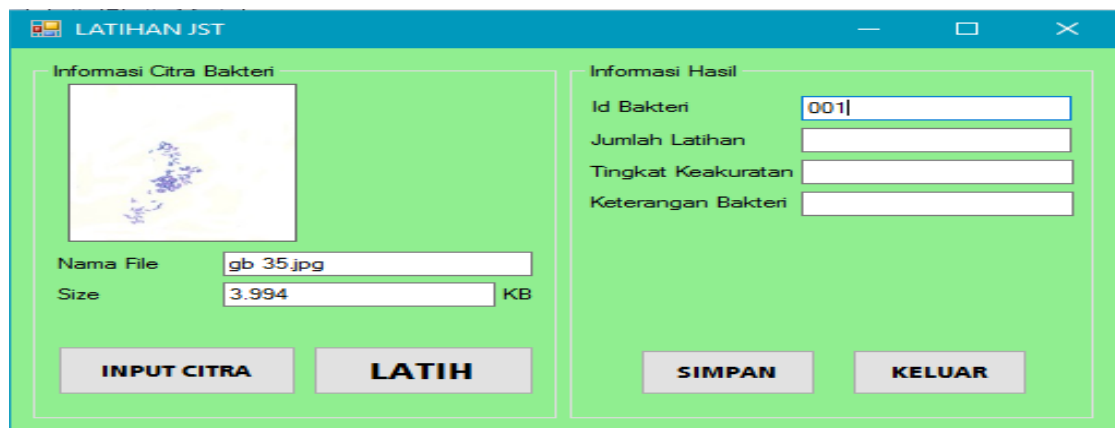 LATIHAN JST
Informasi Citra Bakteri
Nama File gb 35.jpg
Size 3.994 KB
INPUT CITRA LATIH
Informasi Hasil
Id Bakteri 001
Jumlah Latihan
Tingkat Keakuratan
Keterangan Bakteri
SIMPAN KELUAR